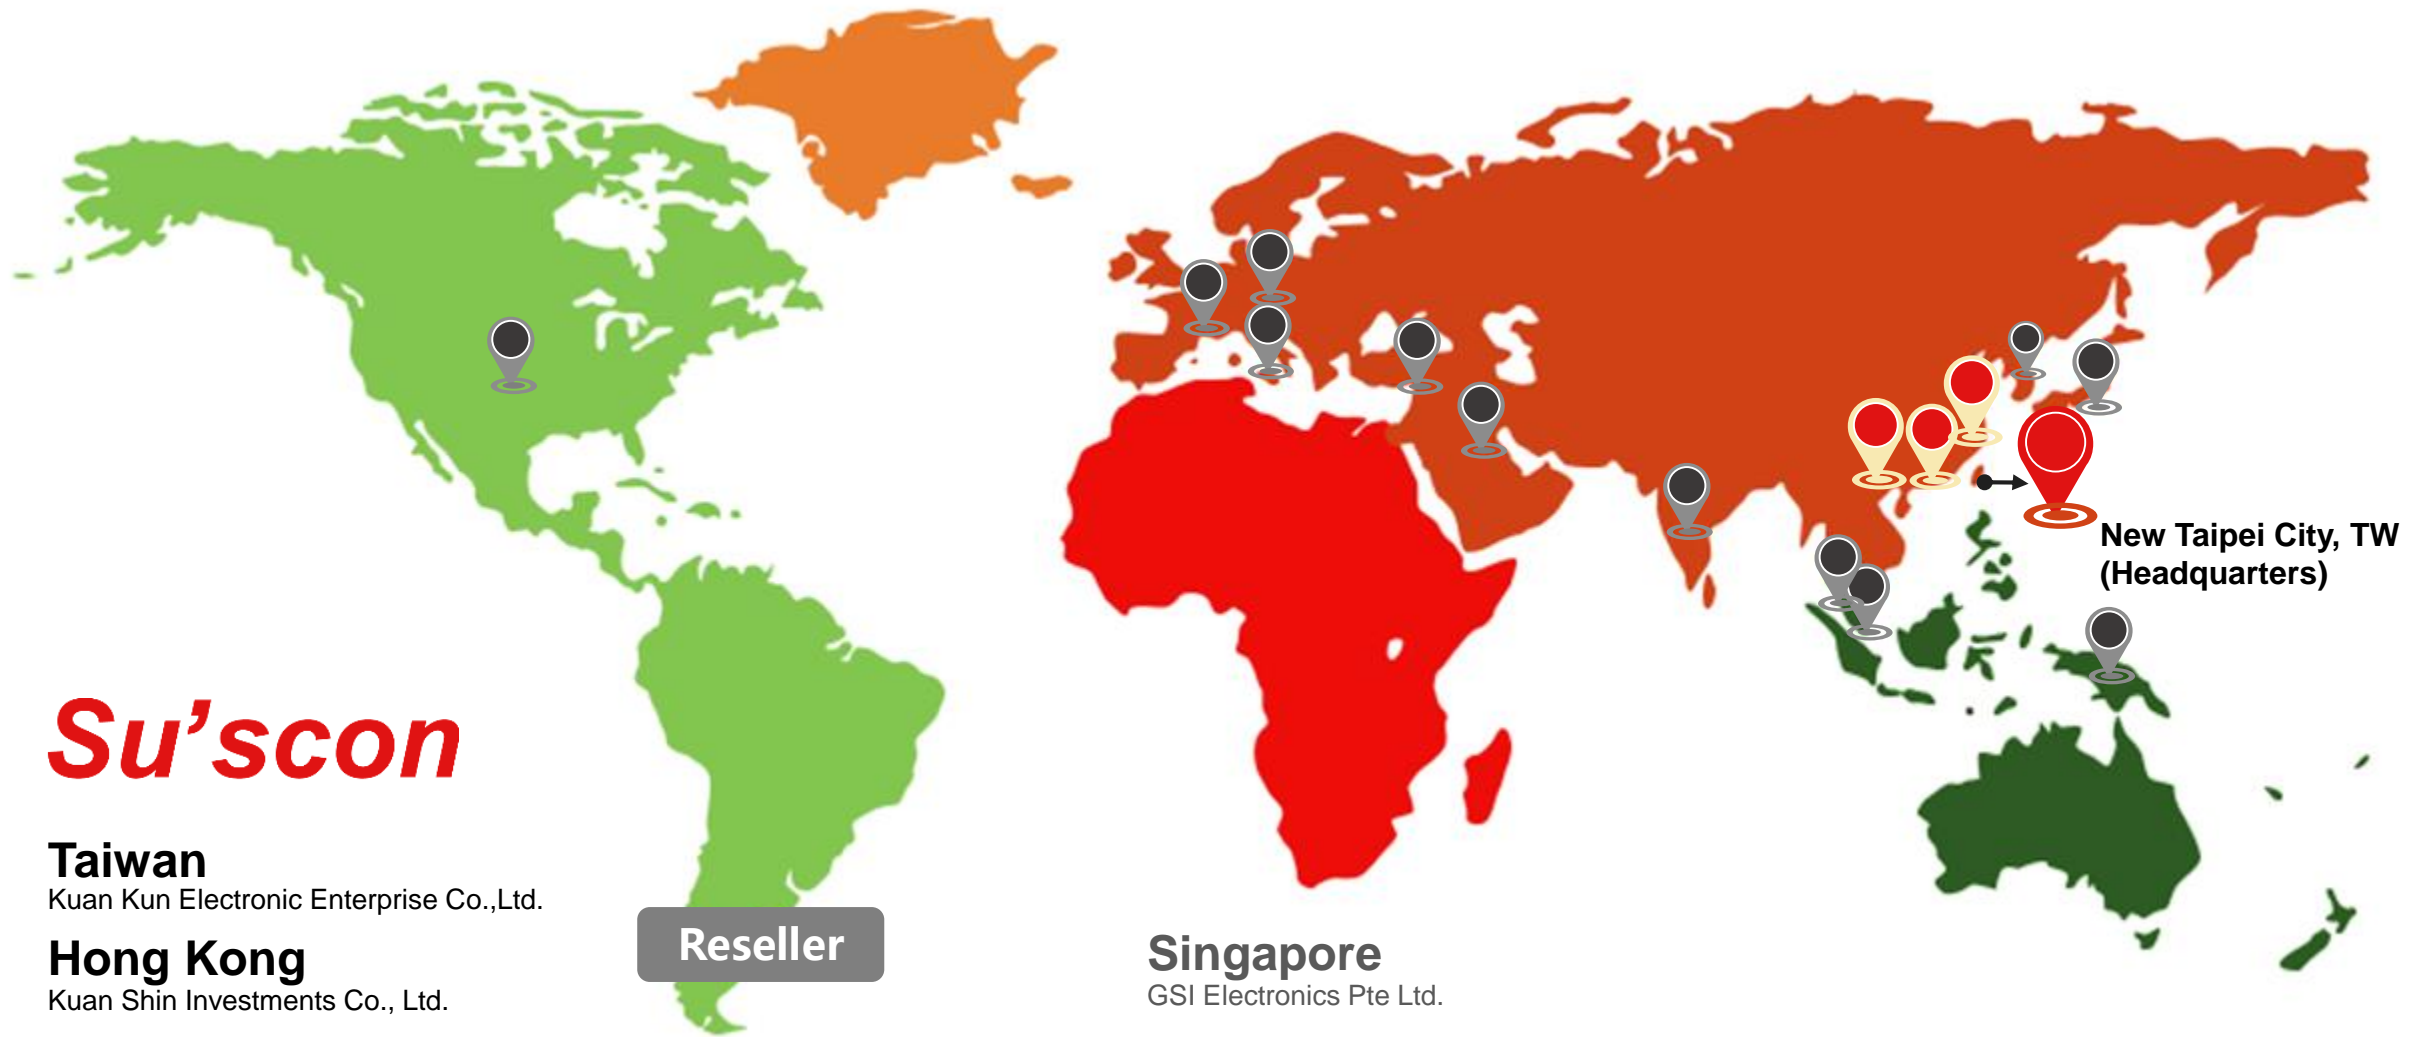 New Taipei City, TW
(Headquarters)
Su’scon
Taiwan
Kuan Kun Electronic Enterprise Co.,Ltd.
Hong Kong
Kuan Shin Investments Co., Ltd.
Reseller
Singapore
GSI Electronics Pte Ltd.